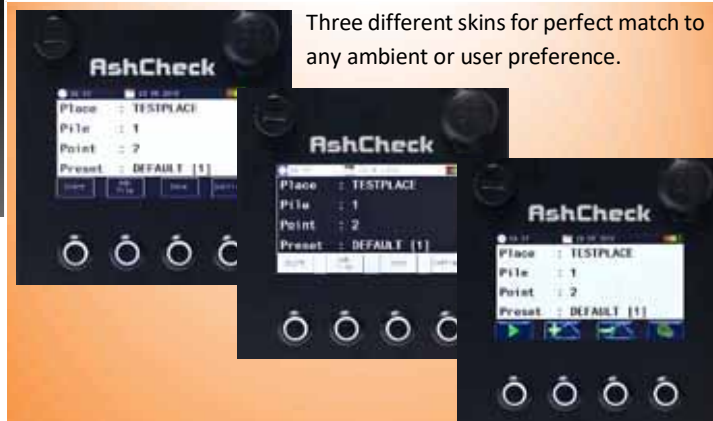 Three different skins for perfect match to
any ambient or user preference.
AshCheck
Place : TESTPLACE
Pile : 1
Point : 2
Preset : DEFAULT [1]
AshCheck
Place : TESTPLACE
Pile : 1
Point : 2
Preset : DEFAULT [1]
AshCheck
Place : TESTPLACE
Pile : 1
Point : 2
Preset : DEFAULT [1]